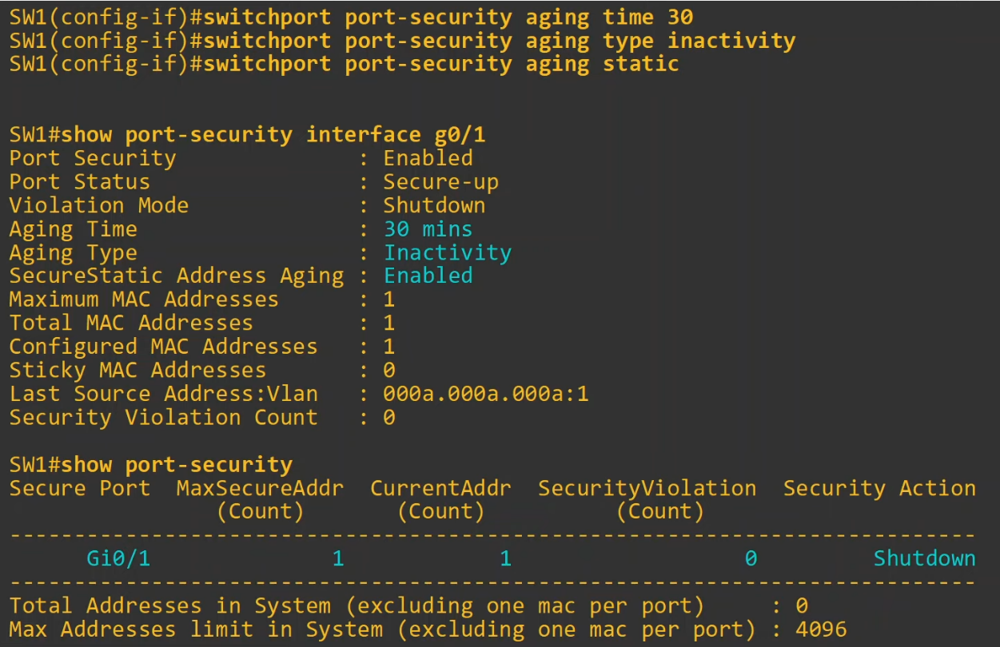 SW1(config-if)#switchport port-security aging time 30
SW1(config-if)#switchport port-security aging type inactivity
SW1(config-if)#switchport port-security aging static
SW1#show port-security interface g0/1
Port Security : Enabled
Port Status : Secure-up
Violation Mode : Shutdown
Aging Time : 30 mins
Aging Type : Inactivity
SecureStatic Address Aging : Enabled
Maximum MAC Addresses : 1
Total MAC Addresses : 1
Configured MAC Addresses : 1
Sticky MAC Addresses : 0
Last Source Address:Vlan : 000a.000a.000a:1
Security Violation Count : 0
SW1#show port-security
Secure Port MaxSecureAddr CurrentAddr SecurityViolation Security Action
(Count) (Count) (Count)
---------------------------------------------------------------------------
Gi0/1 1 1 0 Shutdown
---------------------------------------------------------------------------
Total Addresses in System (excluding one mac per port) : 0
Max Addresses limit in System (excluding one mac per port) : 4096